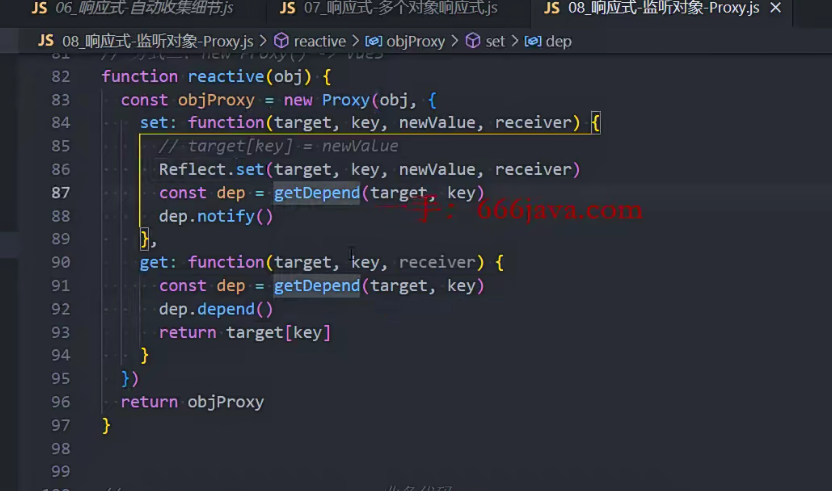 JS 06_响应式-自动收集细节.js JS 07_响应式-多个对象响应式.js JS 08_响应式-监听对象-Proxy.js ×
JS 08_响应式-监听对象-Proxy.js > reactive > objProxy > set > dep
82 function reactive(obj) {
83 const objProxy = new Proxy(obj, {
84 set: function(target, key, newValue, receiver) {
85 // target[key] = newValue
86 Reflect.set(target, key, newValue, receiver)
87 const dep = getDepend(target, key)
一手：666java.com
88 dep.notify()
89 },
90 get: function(target, key, receiver) {
91 const dep = getDepend(target, key)
92 dep.depend()
93 return target[key]
94 }
95 })
96 return objProxy
97 }
98
99